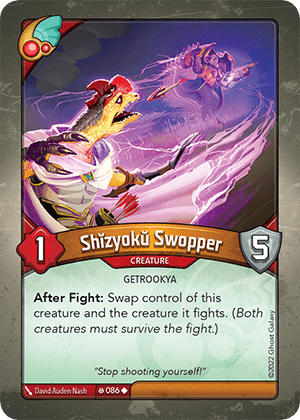 Shĭzyokŭ Swopper
CREATURE
1
5
GETROOKYA
After Fight: Swap control of this
creature and the creature it fights. (Both
creatures must survive the fight.)
"Stop shooting yourself!"
David Auden Nash
086
©2022 Ghost Galaxy